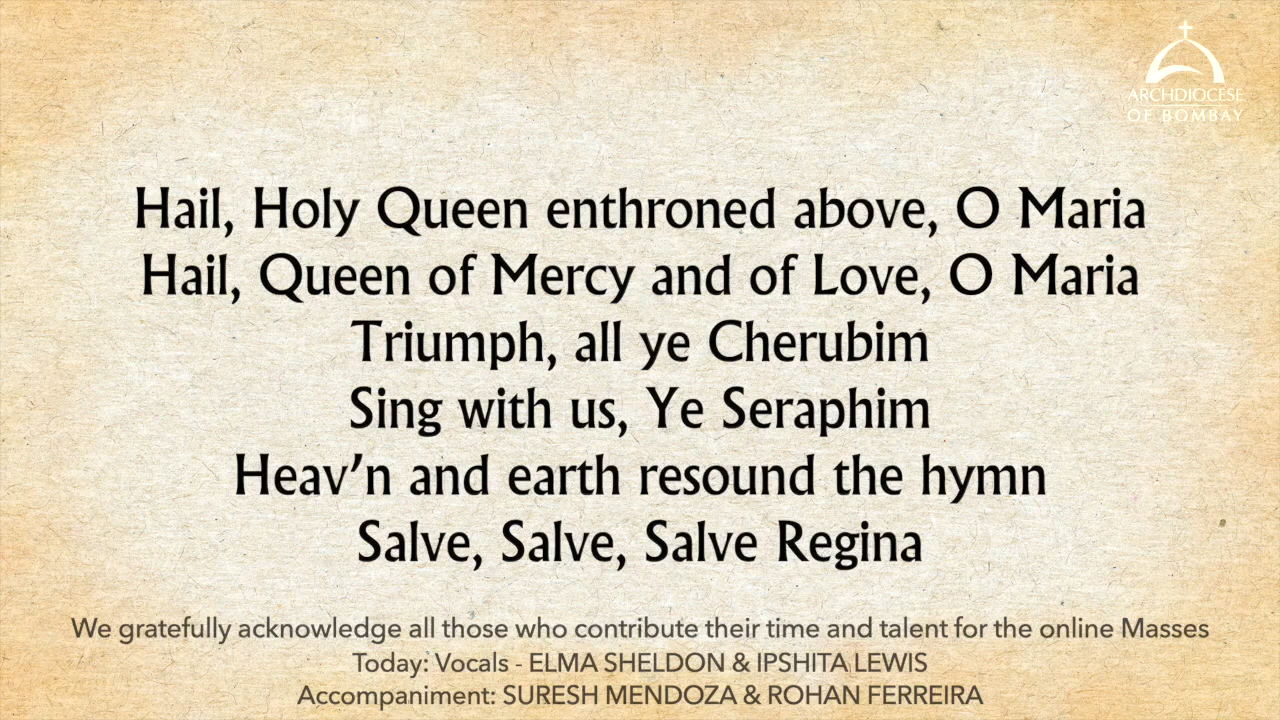 ARCHDIOCESE
OF BOMBAY
Hail, Holy Queen enthroned above, O Maria
Hail, Queen of Mercy and of Love, O Maria
Triumph, all ye Cherubim
Sing with us, Ye Seraphim
Heav’n and earth resound the hymn
Salve, Salve, Salve Regina
We gratefully acknowledge all those who contribute their time and talent for the online Masses
Today: Vocals - ELMA SHELDON & IPSHITA LEWIS
Accompaniment: SURESH MENDOZA & ROHAN FERREIRA